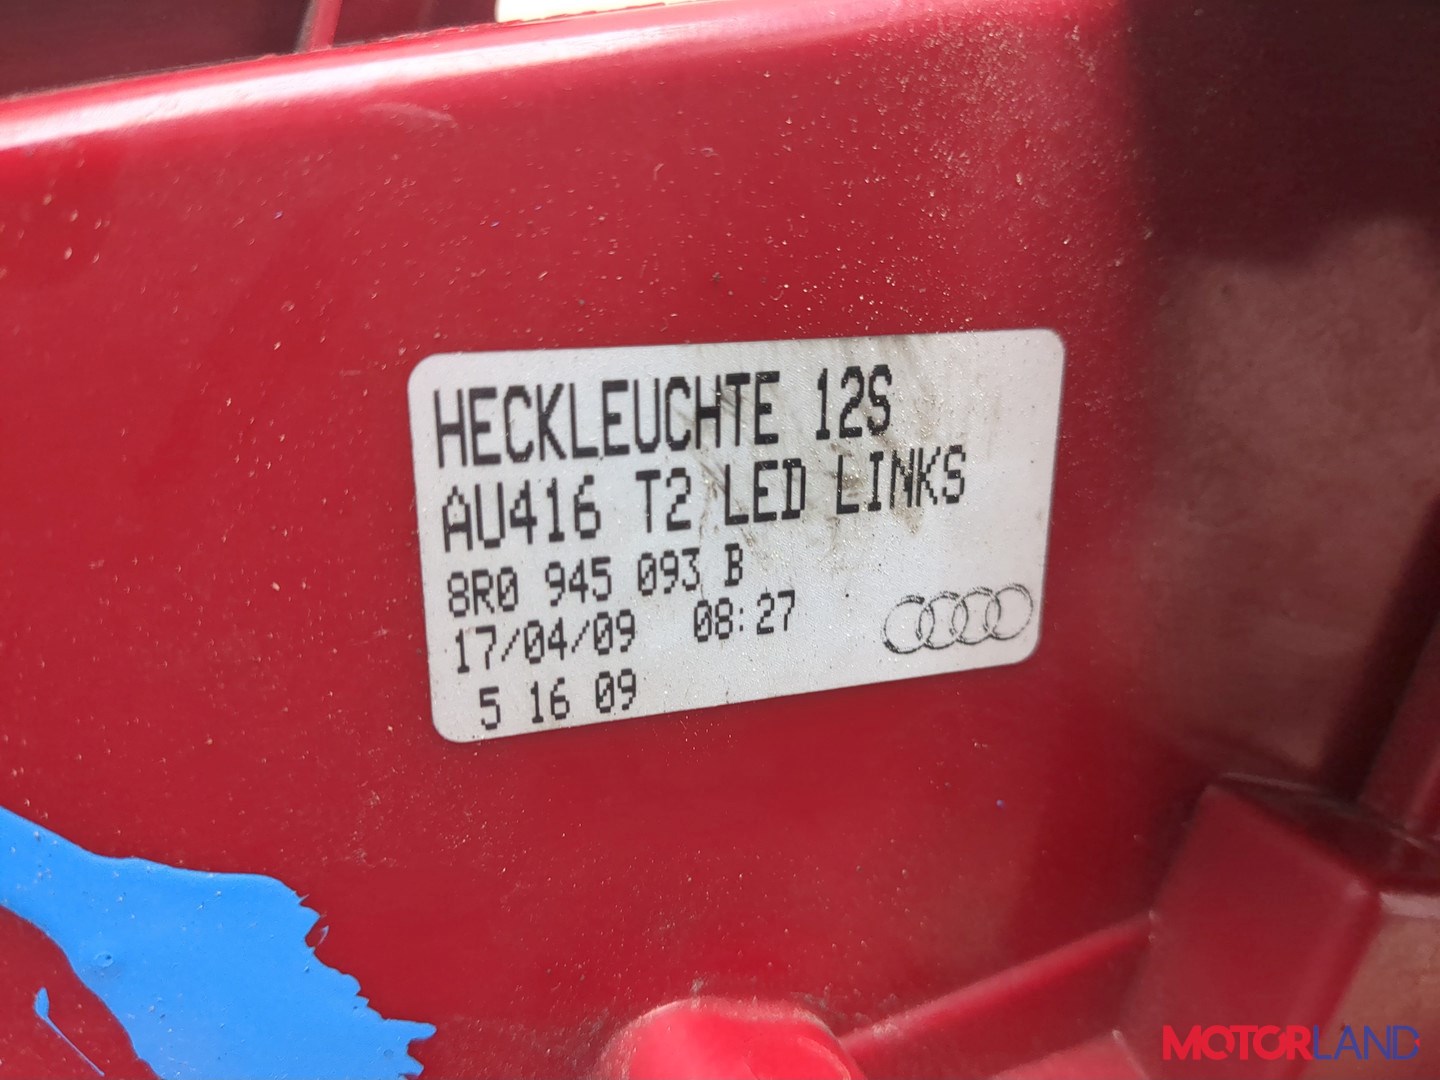 HECKLEUCHTE 12S
AU416 T2 LED LINKS
8R0 945 093 B
17/04/09 08:27
5 16 09
MOTORLAND